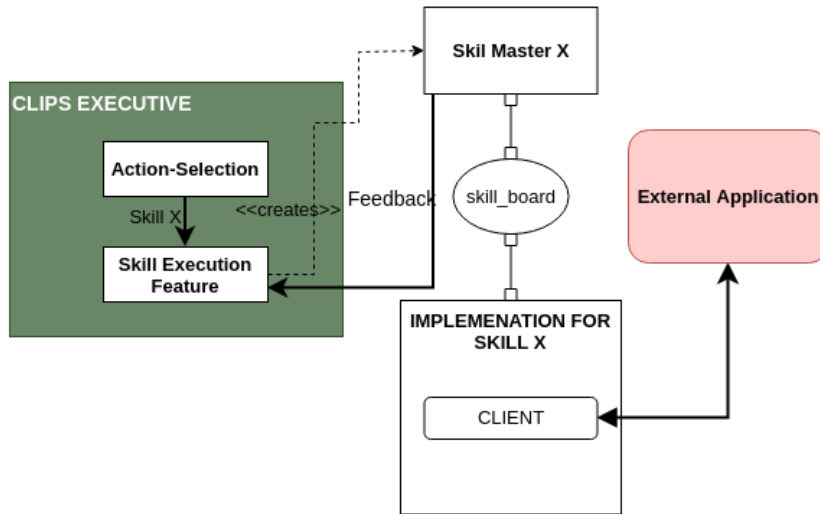 Skil Master X
CLIPS EXECUTIVE
Action-Selection
Skill X
<<creates>>
Feedback
skill_board
External Application
Skill Execution
Feature
IMPLEMENATION FOR
SKILL X
CLIENT